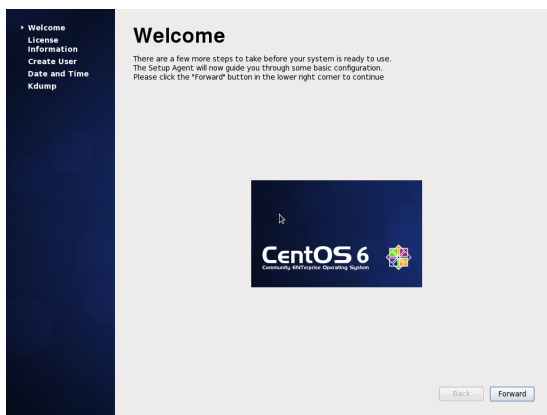 Welcome
License
Information
Create User
Date and Time
Kdump
Welcome
There are a few more steps to take before your system is ready to use.
The Setup Agent will now guide you through some basic configuration.
Please click the "Forward" button in the lower right corner to continue
CentOS 6
Community ENTerprise Operating System
Back
Forward